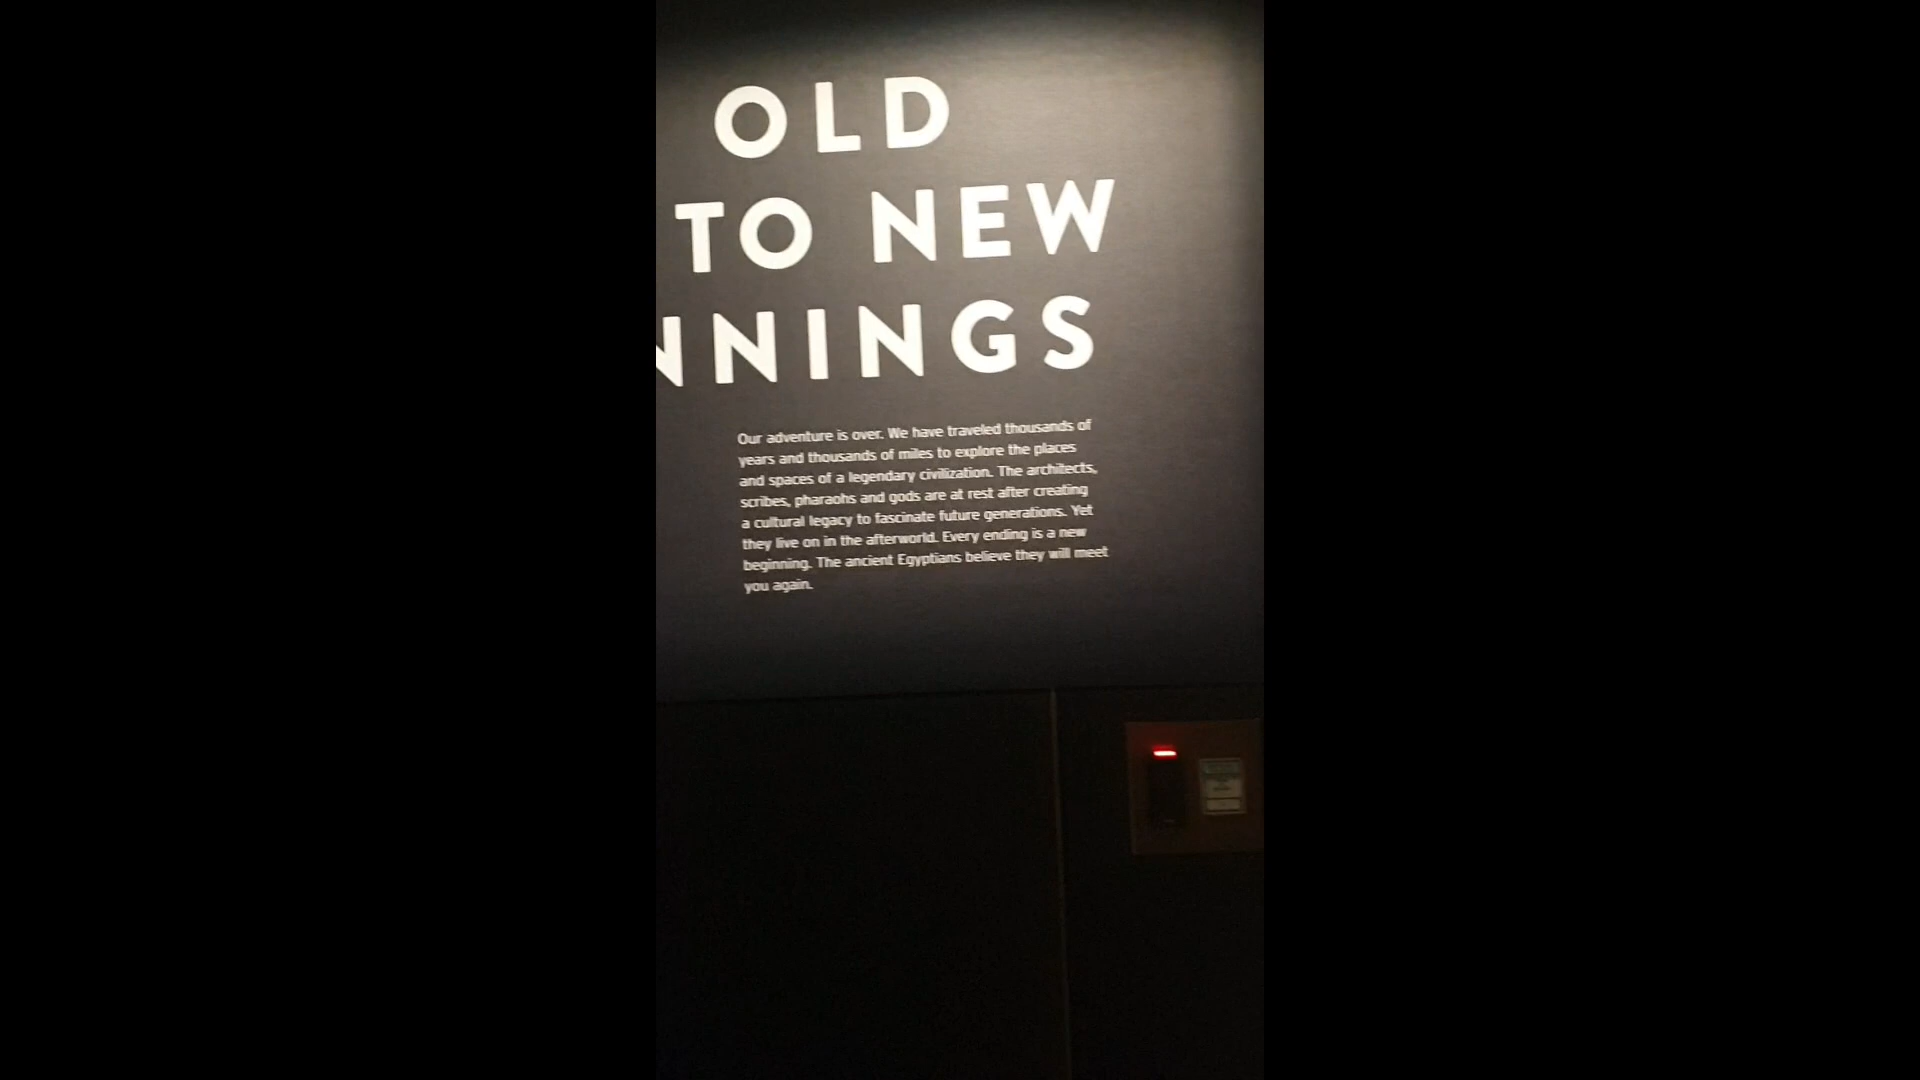 OLD
TO NEW
NNINGS
Our adventure is over. We have traveled thousands of
years and thousands of miles to explore the places
and spaces of a legendary civilization. The architects,
scribes, pharaohs and gods are at rest after creating
a cultural legacy to fascinate future generations. Yet
they live on in the afterworld. Every ending is a new
beginning. The ancient Egyptians believe they will meet
you again.